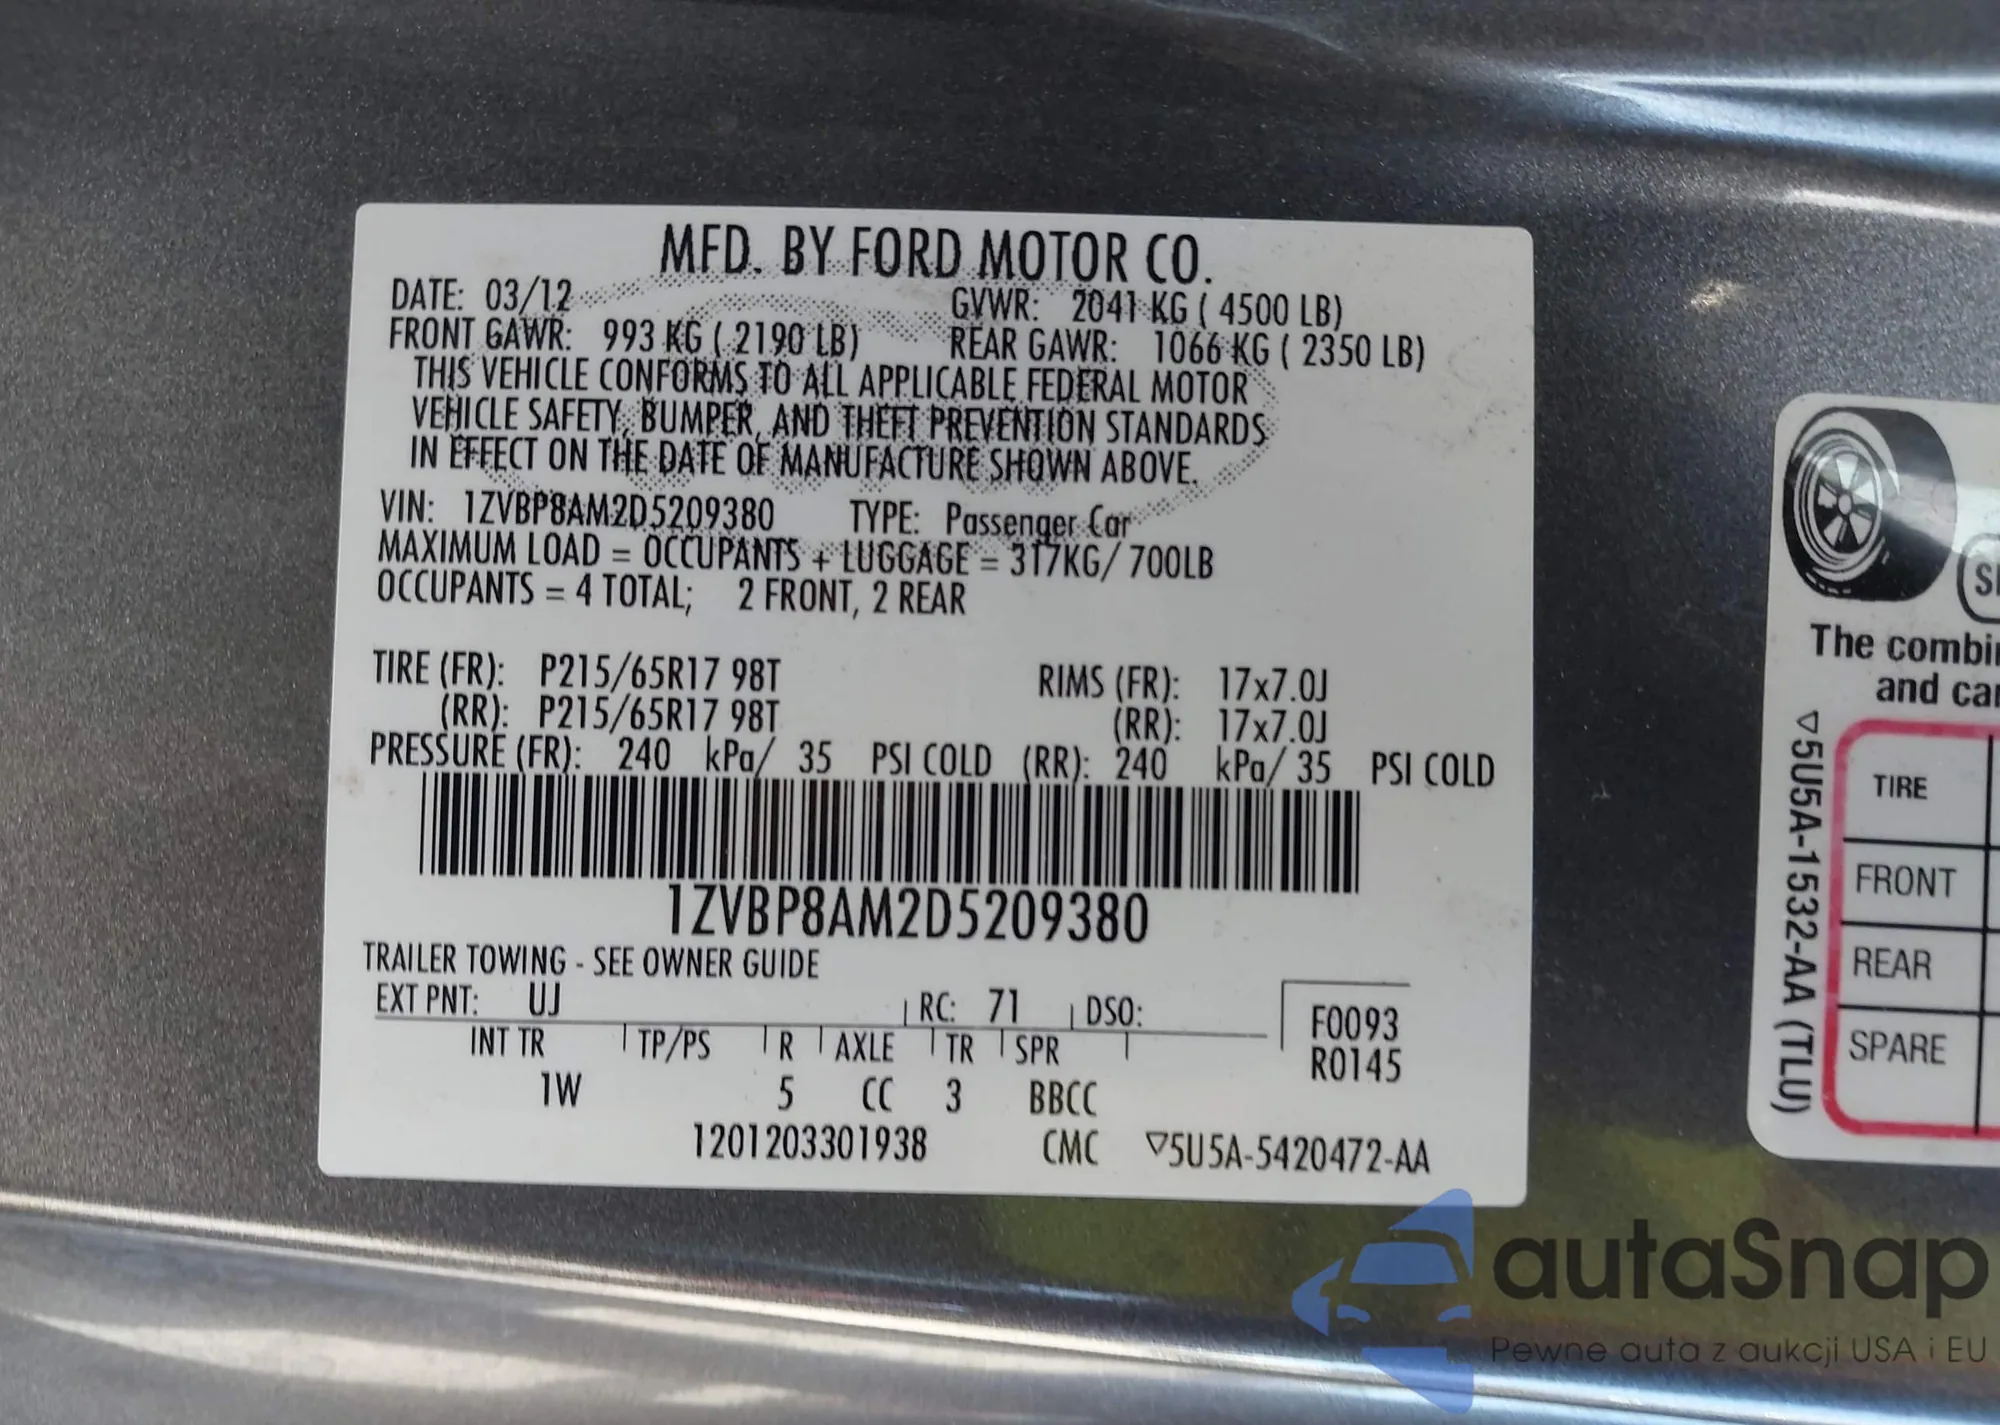 MFD. BY FORD MOTOR CO.
DATE: 03/12 GVWR: 2041 KG ( 4500 LB)
FRONT GAWR: 993 KG ( 2190 LB) REAR GAWR: 1066 KG ( 2350 LB)
THIS VEHICLE CONFORMS TO ALL APPLICABLE FEDERAL MOTOR
VEHICLE SAFETY, BUMPER, AND THEFT PREVENTION STANDARDS
IN EFFECT ON THE DATE OF MANUFACTURE SHOWN ABOVE.
VIN: 1ZVBP8AM2D5209380 TYPE: Passenger Car
MAXIMUM LOAD = OCCUPANTS + LUGGAGE = 317KG/ 700LB
OCCUPANTS = 4 TOTAL; 2 FRONT, 2 REAR
TIRE (FR): P215/65R17 98T RIMS (FR): 17x7.0J
(RR): P215/65R17 98T (RR): 17x7.0J
PRESSURE (FR): 240 kPa/ 35 PSI COLD (RR): 240 kPa/ 35 PSI COLD
1ZVBP8AM2D5209380
TRAILER TOWING - SEE OWNER GUIDE
EXT PNT: UJ RC: 71 DSO:
F0093
R0145
INT TR TP/PS R AXLE TR SPR
1W 5 CC 3 BBCC
1201203301938 CMC ▽5U5A-5420472-AA
The
and
▽5U5A-1532-AA (TLU)
TIRE
FRONT
REAR
SPARE
autaSnap
Pewne auta z aukcji USA i EU